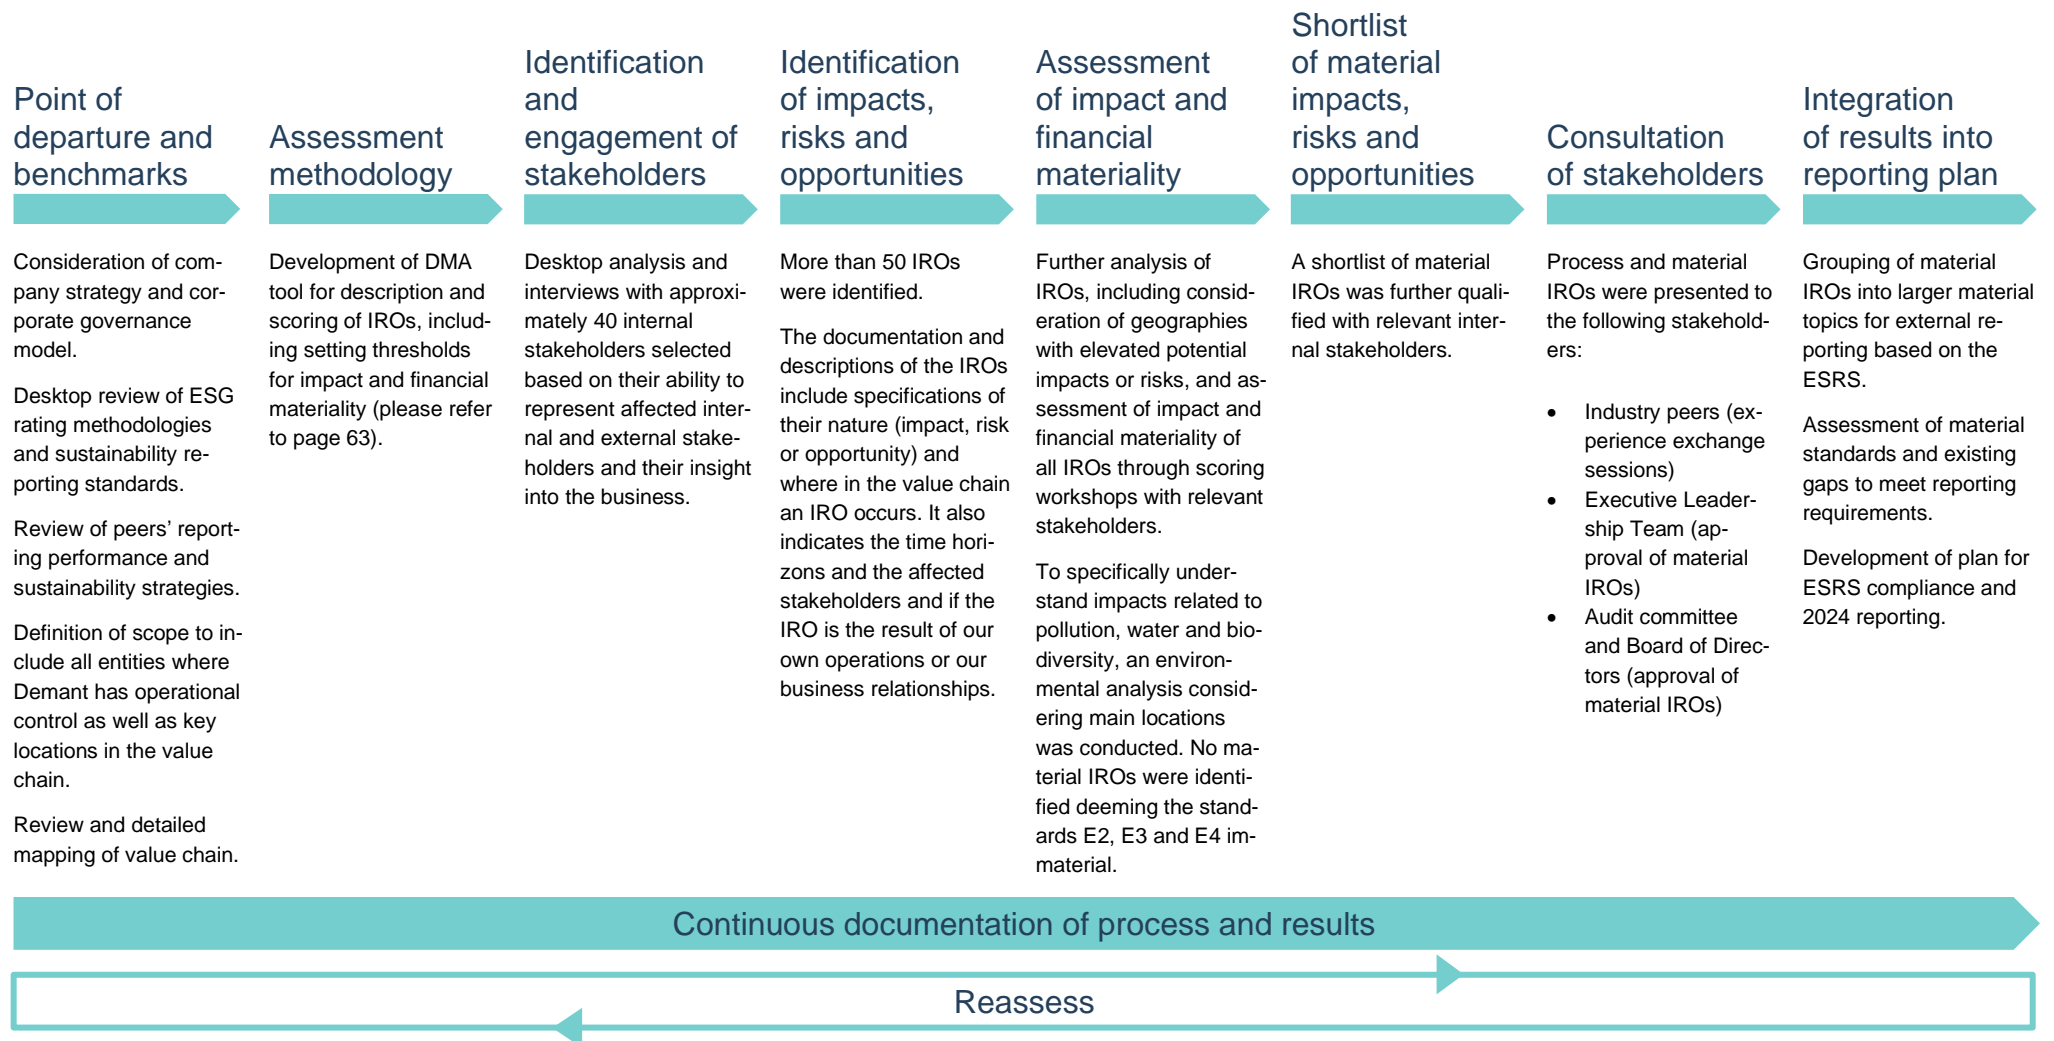 Point of
departure and
benchmarks
Consideration of com-
pany strategy and cor-
porate governance
model.
Desktop review of ESG
rating methodologies
and sustainability re-
porting standards.
Review of peers' report-
ing performance and
sustainability strategies.
Definition of scope to in-
clude all entities where
Demant has operational
control as well as key
locations in the value
chain.
Review and detailed
mapping of value chain.
Assessment
methodology
Development of DMA
tool for description and
scoring of IROs, includ-
ing setting thresholds
for impact and financial
materiality (please refer
to page 63).
Identification
and
engagement of
stakeholders
Desktop analysis and
interviews with approxi-
mately 40 internal
stakeholders selected
based on their ability to
represent affected inter-
nal and external stake-
holders and their insight
into the business.
Identification
of impacts,
risks and
opportunities
More than 50 IROs
were identified.
The documentation and
descriptions of the IROs
include specifications of
their nature (impact, risk
or opportunity) and
where in the value chain
an IRO occurs. It also
indicates the time hori-
zons and the affected
stakeholders and if the
IRO is the result of our
own operations or our
business relationships.
Assessment
of impact and
financial
materiality
Further analysis of
IROs, including consid-
eration of geographies
with elevated potential
impacts or risks, and as-
sessment of impact and
financial materiality of
all IROs through scoring
workshops with relevant
stakeholders.
To specifically under-
stand impacts related to
pollution, water and bio-
diversity, an environ-
mental analysis consid-
ering main locations
was conducted. No ma-
terial IROs were identi-
fied deeming the stand-
ards E2, E3 and E4 im-
material.
Shortlist
of material
impacts,
risks and
opportunities
A shortlist of material
IROs was further quali-
fied with relevant inter-
nal stakeholders.
Consultation
of stakeholders
Process and material
IROs were presented to
the following stakehold-
ers:
• Industry peers (ex-
perience exchange
sessions)
• Executive Leader-
ship Team (ap-
proval of material
IROs)
• Audit committee
and Board of Direc-
tors (approval of
material IROs)
Integration
of results into
reporting plan
Grouping of material
IROs into larger material
topics for external re-
porting based on the
ESRS.
Assessment of material
standards and existing
gaps to meet reporting
requirements.
Development of plan for
ESRS compliance and
2024 reporting.
Continuous documentation of process and results
Reassess